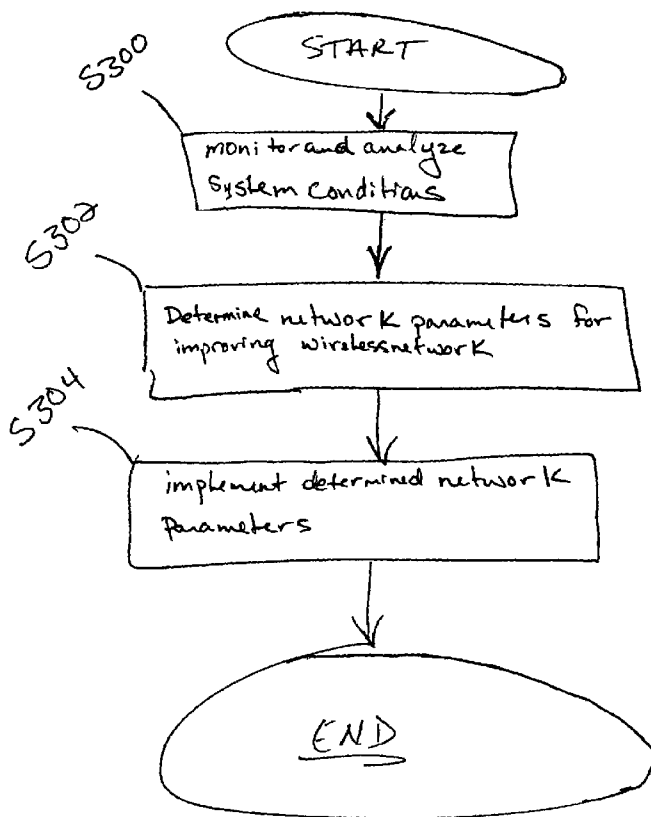 START
S300
monitor and analyze
system conditions
S302
Determine network parameters for
improving wireless network
S304
implement determined network
Parameters
END